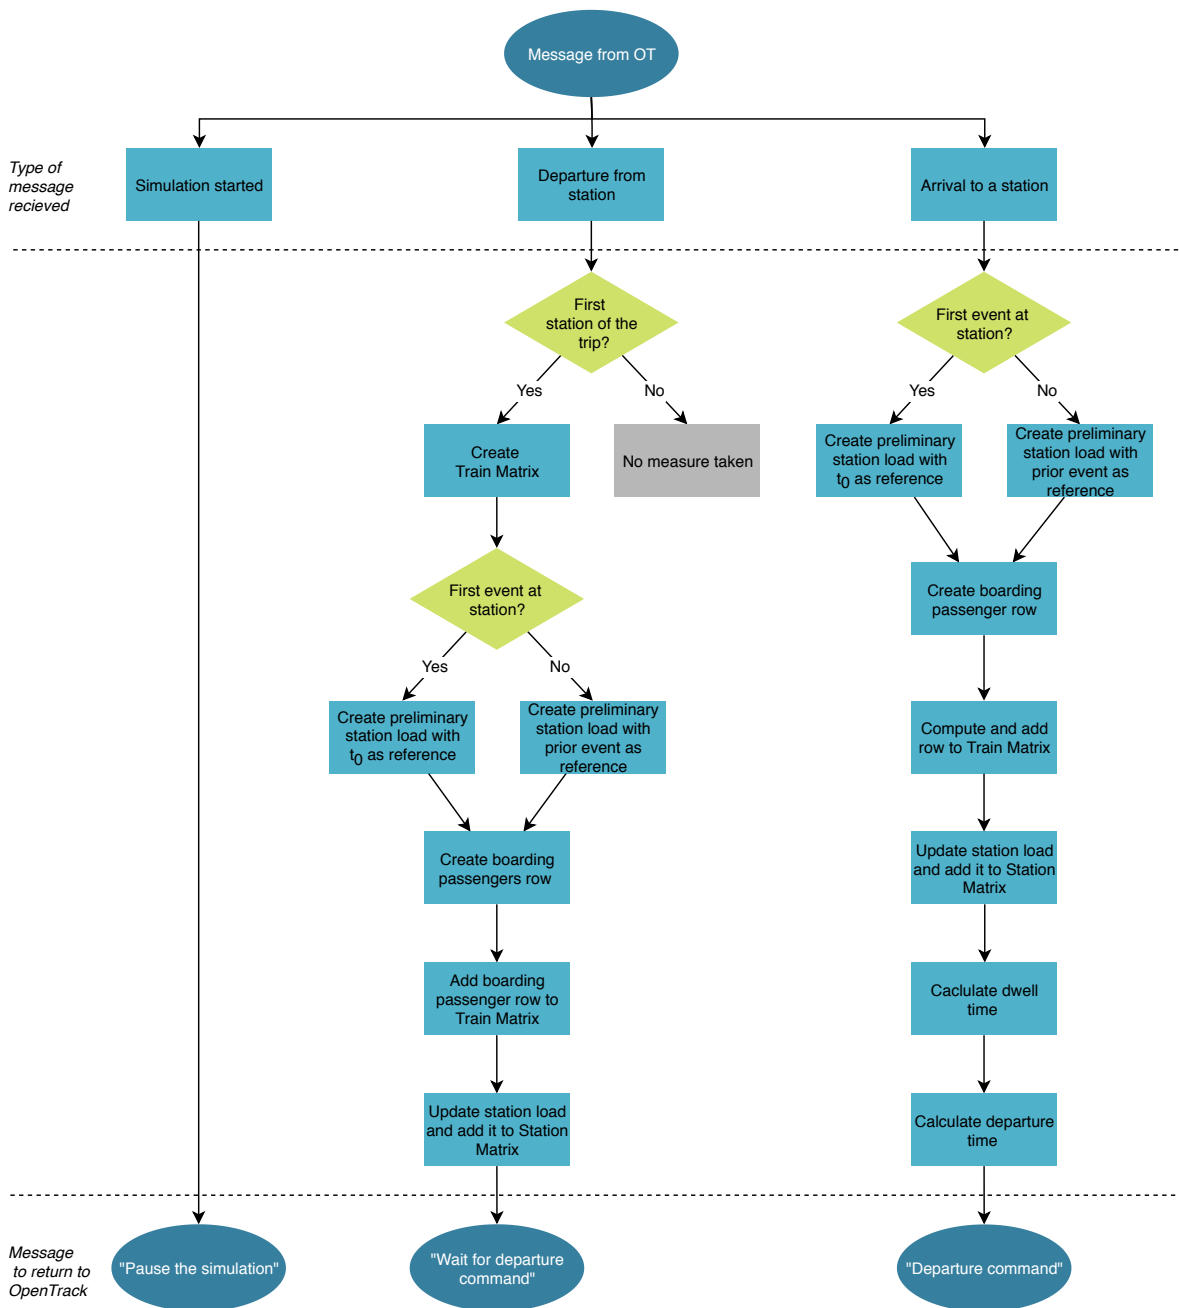 Message from OT
Type of
message
recieved
Simulation started
Departure from
station
Arrival to a station
First
station of the
trip?
First event at
station?
Yes
No
Yes
No
Create
Train Matrix
No measure taken
Create preliminary
station load with
t0 as reference
Create preliminary
station load with
prior event as
reference
First event at
station?
Create boarding
passenger row
Yes
No
Create preliminary
station load with
t0 as reference
Create preliminary
station load with
prior event as
reference
Compute and add
row to Train Matrix
Create boarding
passengers row
Update station load
and add it to Station
Matrix
Add boarding
passenger row to
Train Matrix
Caclulate dwell
time
Update station load
and add it to Station
Matrix
Calculate departure
time
Message
to return to
OpenTrack
"Pause the simulation"
"Wait for departure
command"
"Departure command"